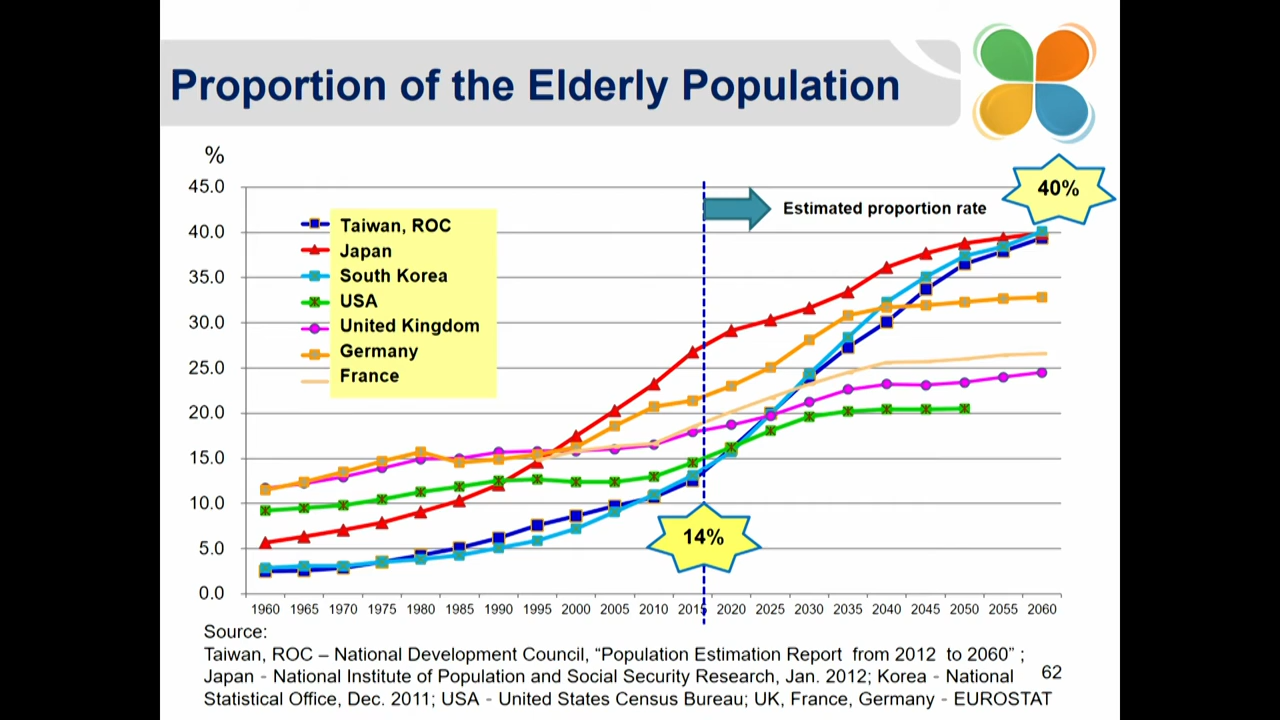 Proportion of the Elderly Population
%
45.0
40.0
35.0
30.0
25.0
20.0
15.0
10.0
5.0
0.0
Taiwan, ROC
Japan
South Korea
USA
United Kingdom
Germany
France
Estimated proportion rate
40%
14%
1960 1965 1970 1975 1980 1985 1990 1995 2000 2005 2010 2015 2020 2025 2030 2035 2040 2045 2050 2055 2060
Source:
Taiwan, ROC – National Development Council, “Population Estimation Report from 2012 to 2060” ;
Japan - National Institute of Population and Social Security Research, Jan. 2012; Korea - National
Statistical Office, Dec. 2011; USA - United States Census Bureau; UK, France, Germany - EUROSTAT
62